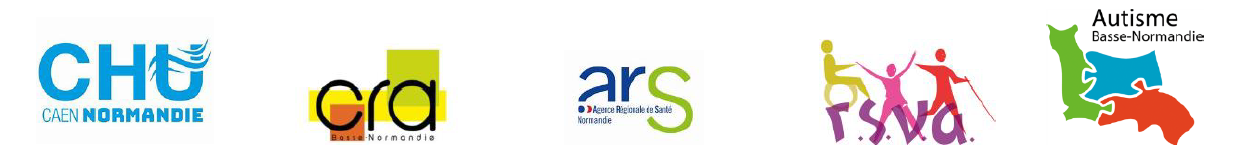 CHU
CAEN NORMANDIE
cra
Basse-Normandie
ars
Agence Régionale de Santé
Normandie
r.s.v.a.
Autisme
Basse-Normandie